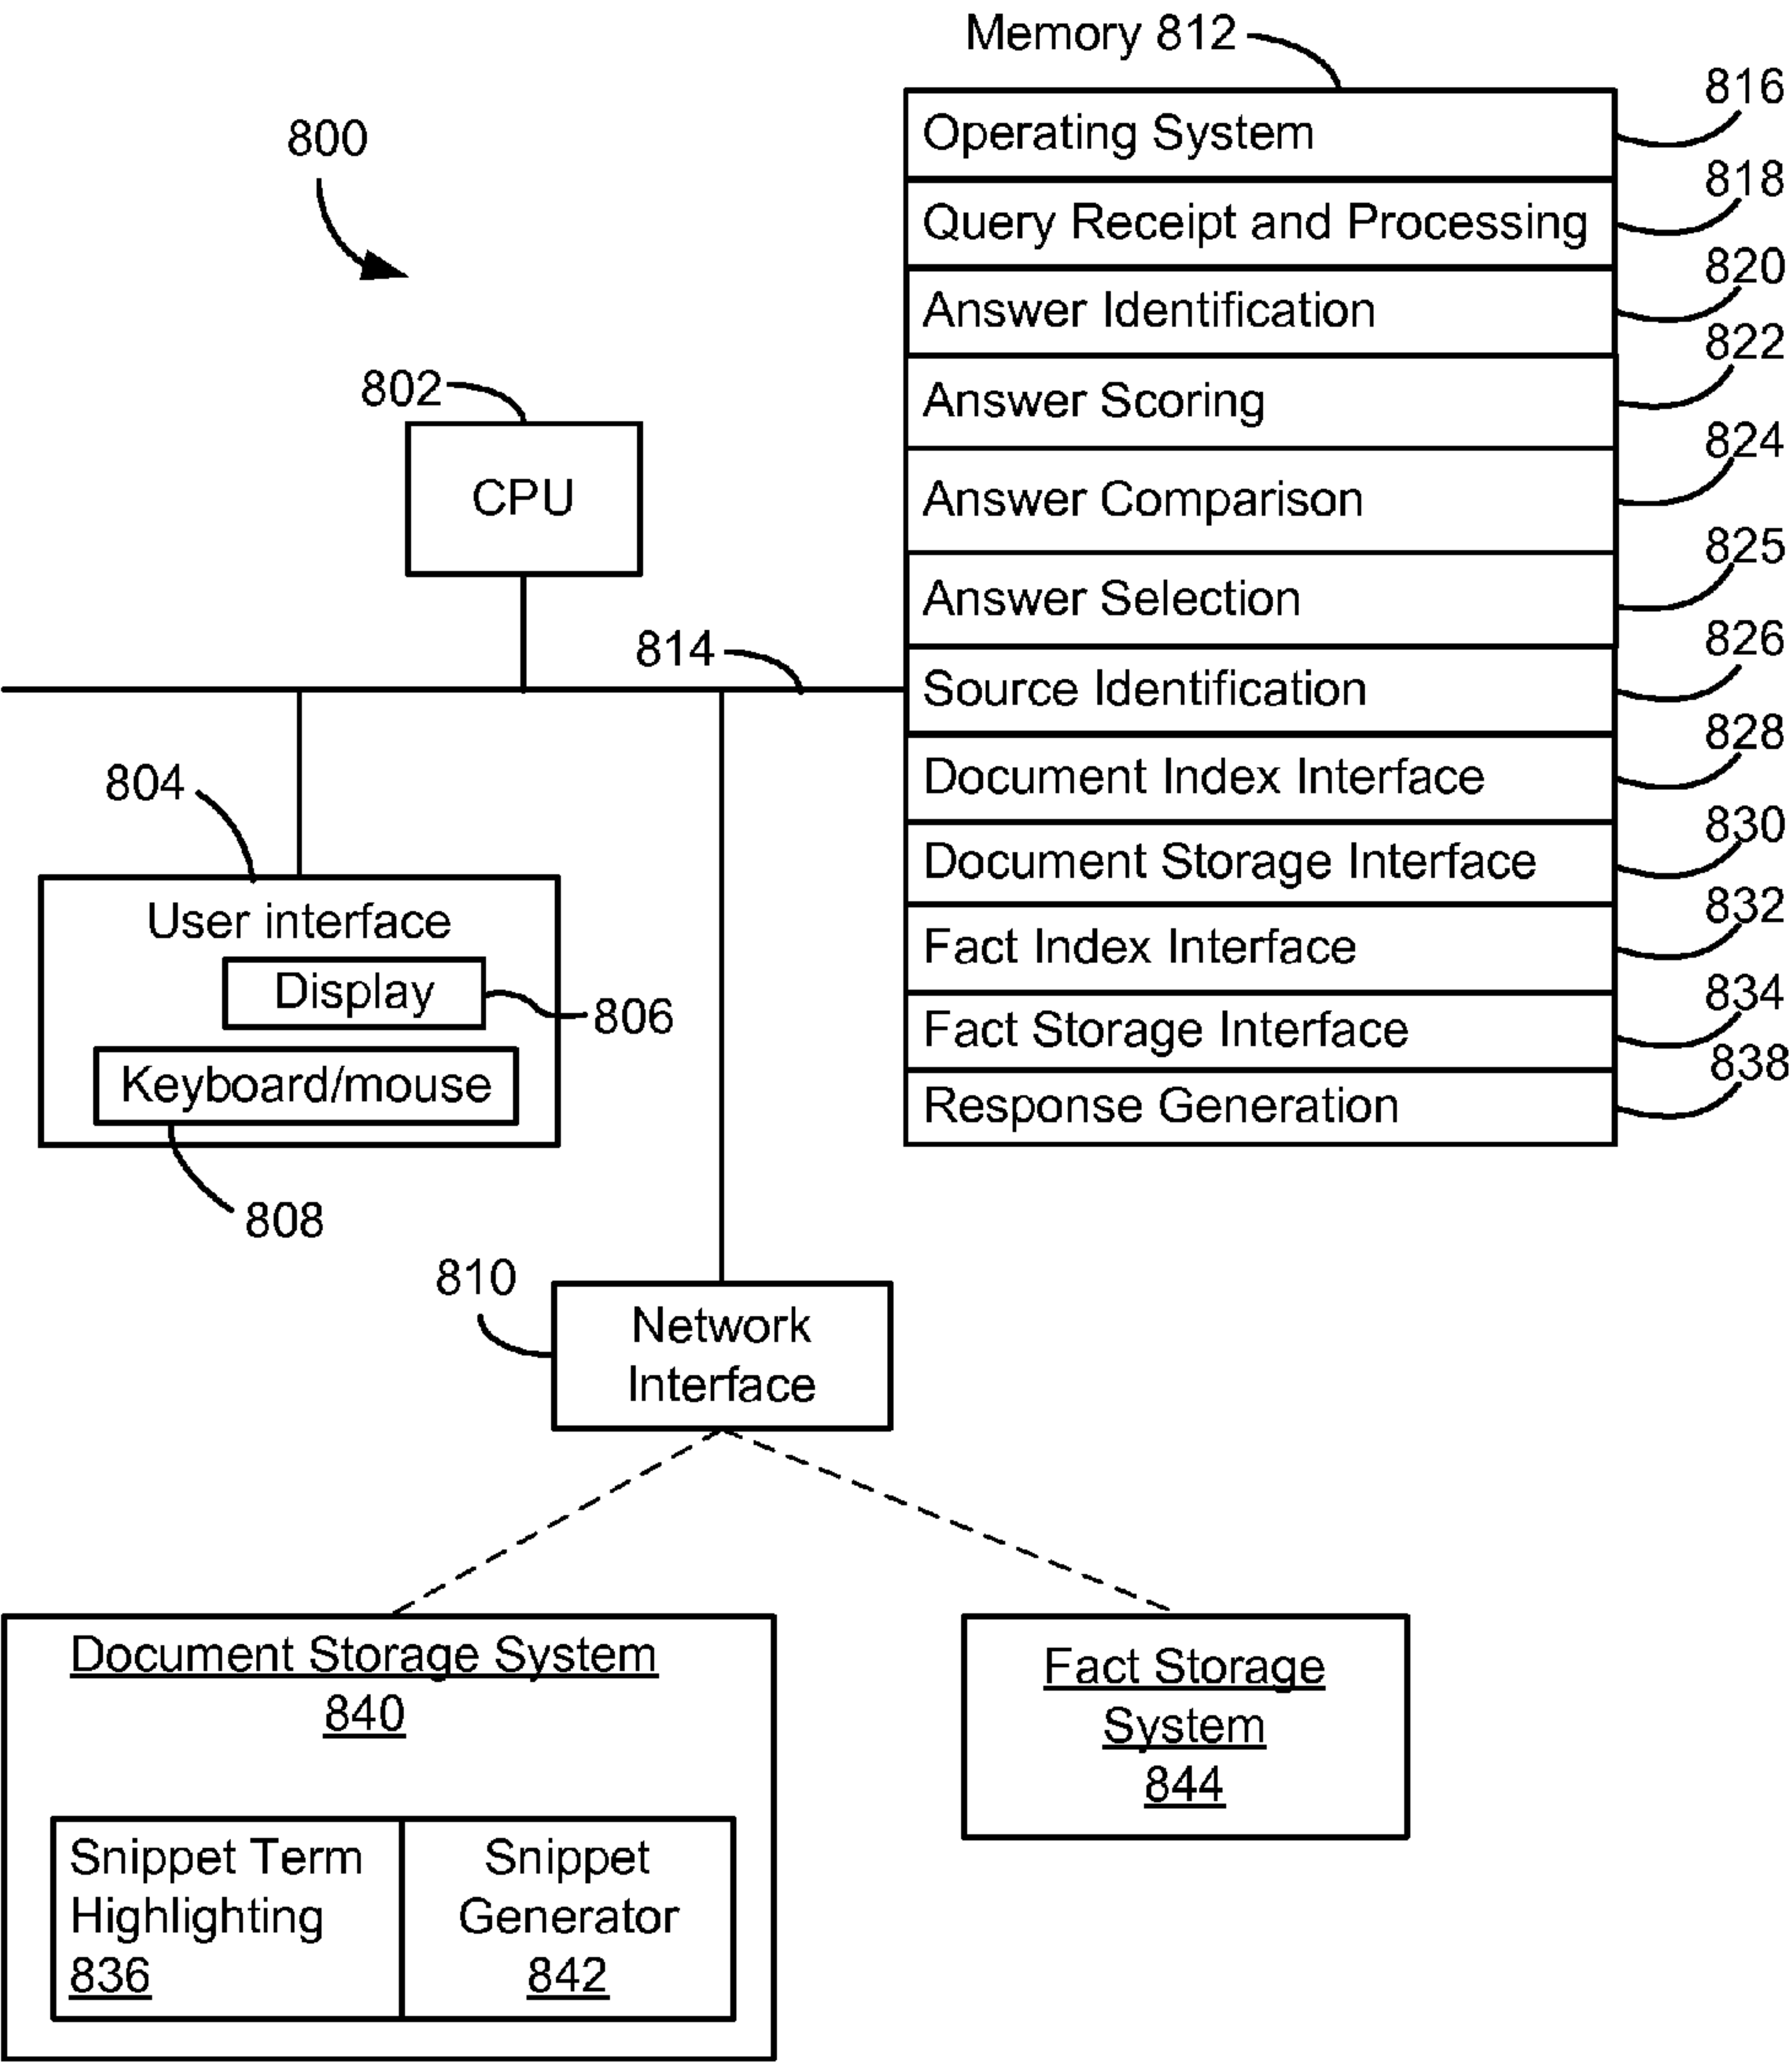 Memory 812
800
Operating System
816
Query Receipt and Processing
818
Answer Identification
820
Answer Scoring
822
Answer Comparison
824
Answer Selection
825
Source Identification
826
Document Index Interface
828
Document Storage Interface
830
Fact Index Interface
832
Fact Storage Interface
834
Response Generation
838
802
CPU
814
804
User interface
Display
806
Keyboard/mouse
808
810
Network
Interface
Document Storage System
840
Snippet Term
Highlighting
836
Snippet
Generator
842
Fact Storage
System
844